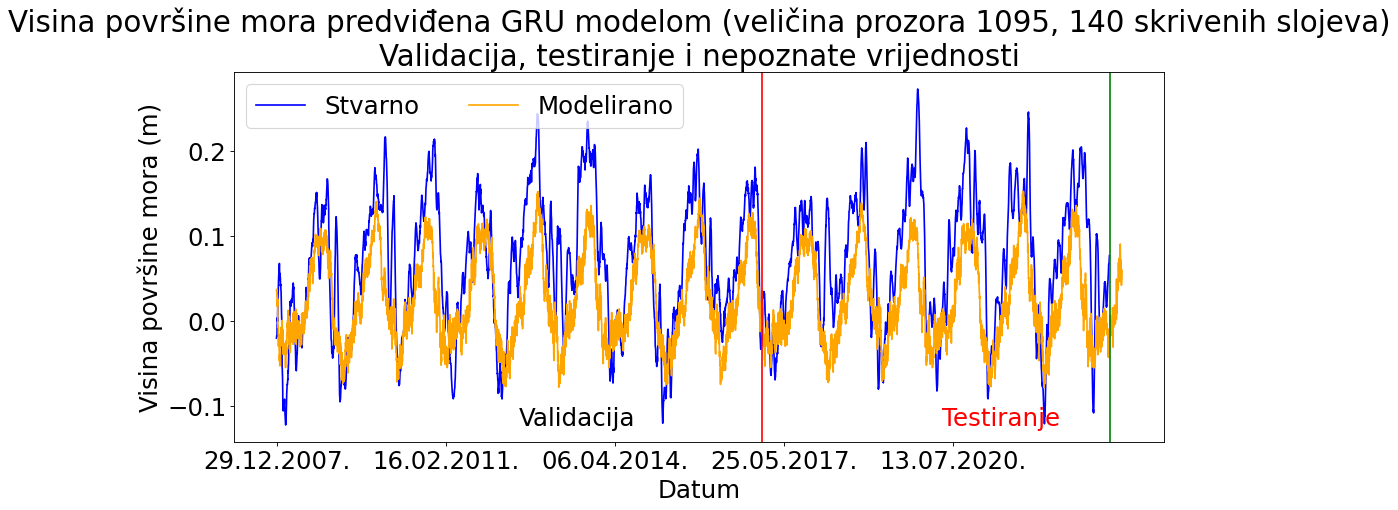 Visina površine mora predviđena GRU modelom (veličina prozora 1095, 140 skrivenih slojeva)
Validacija, testiranje i nepoznate vrijednosti
Stvarno
Modelirano
Visina površine mora (m)
0.2
0.1
0.0
−0.1
Validacija
Testiranje
29.12.2007.
16.02.2011.
06.04.2014.
25.05.2017.
13.07.2020.
Datum